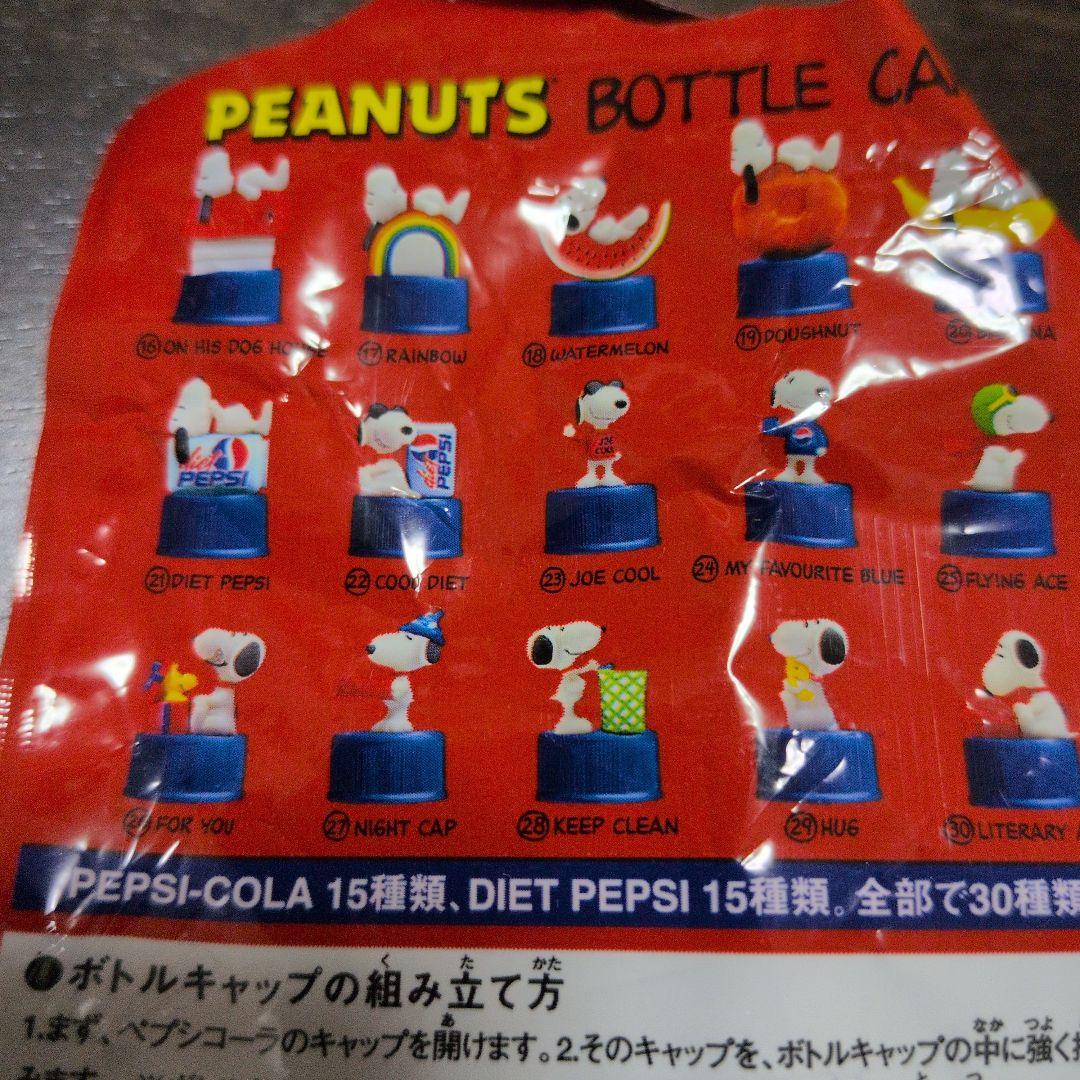 PEANUTS BOTTLE CA
⑯ON HIS DOG HOUSE ⑰RAINBOW ⑱WATERMELON ⑲DOUGHNUT ⑳BANANA
diet PEPSI
diet PEPSI
JOE COOL
㉑DIET PEPSI ㉒COOL DIET ㉓JOE COOL ㉔MY FAVOURITE BLUE ㉕FLYING ACE
㉖FOR YOU ㉗NIGHT CAP ㉘KEEP CLEAN ㉙HUG ㉚LITERARY
PEPSI-COLA 15種類、DIET PEPSI 15種類。全部で30種類
ボトルキャップの組み立て方
1.まず、ペプシコーラのキャップを開けます。2.そのキャップを、ボトルキャップの中に強く
みます。